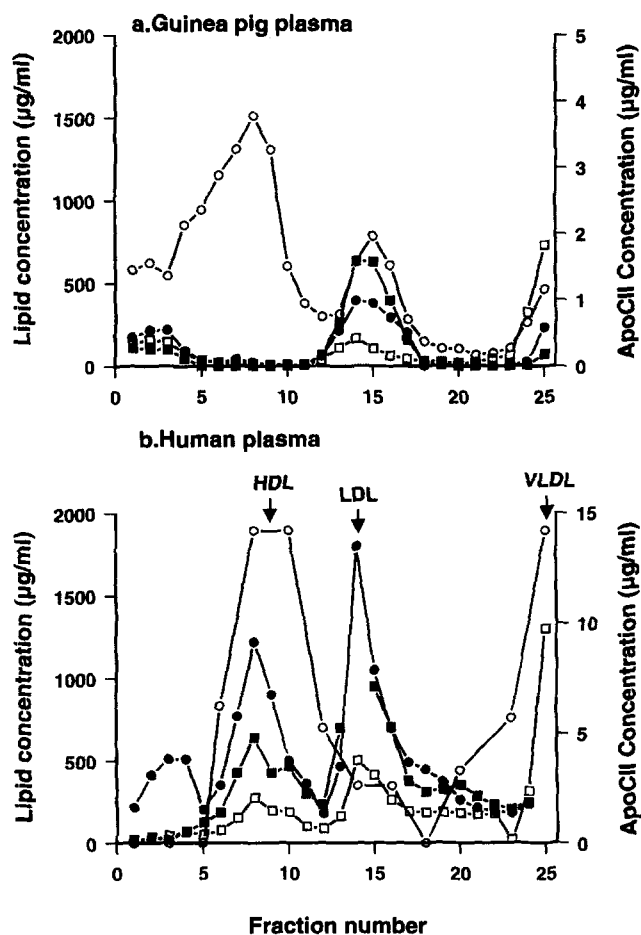 a.Guinea pig plasma
Lipid concentration (µg/ml)
2000
1500
1000
500
0
5
4
3
2
1
0
ApoCII Concentration (µg/ml)
0 5 10 15 20 25
b.Human plasma
HDL
LDL
VLDL
Lipid concentration (µg/ml)
2000
1500
1000
500
0
15
10
5
0
ApoCII Concentration (µg/ml)
0 5 10 15 20 25
Fraction number